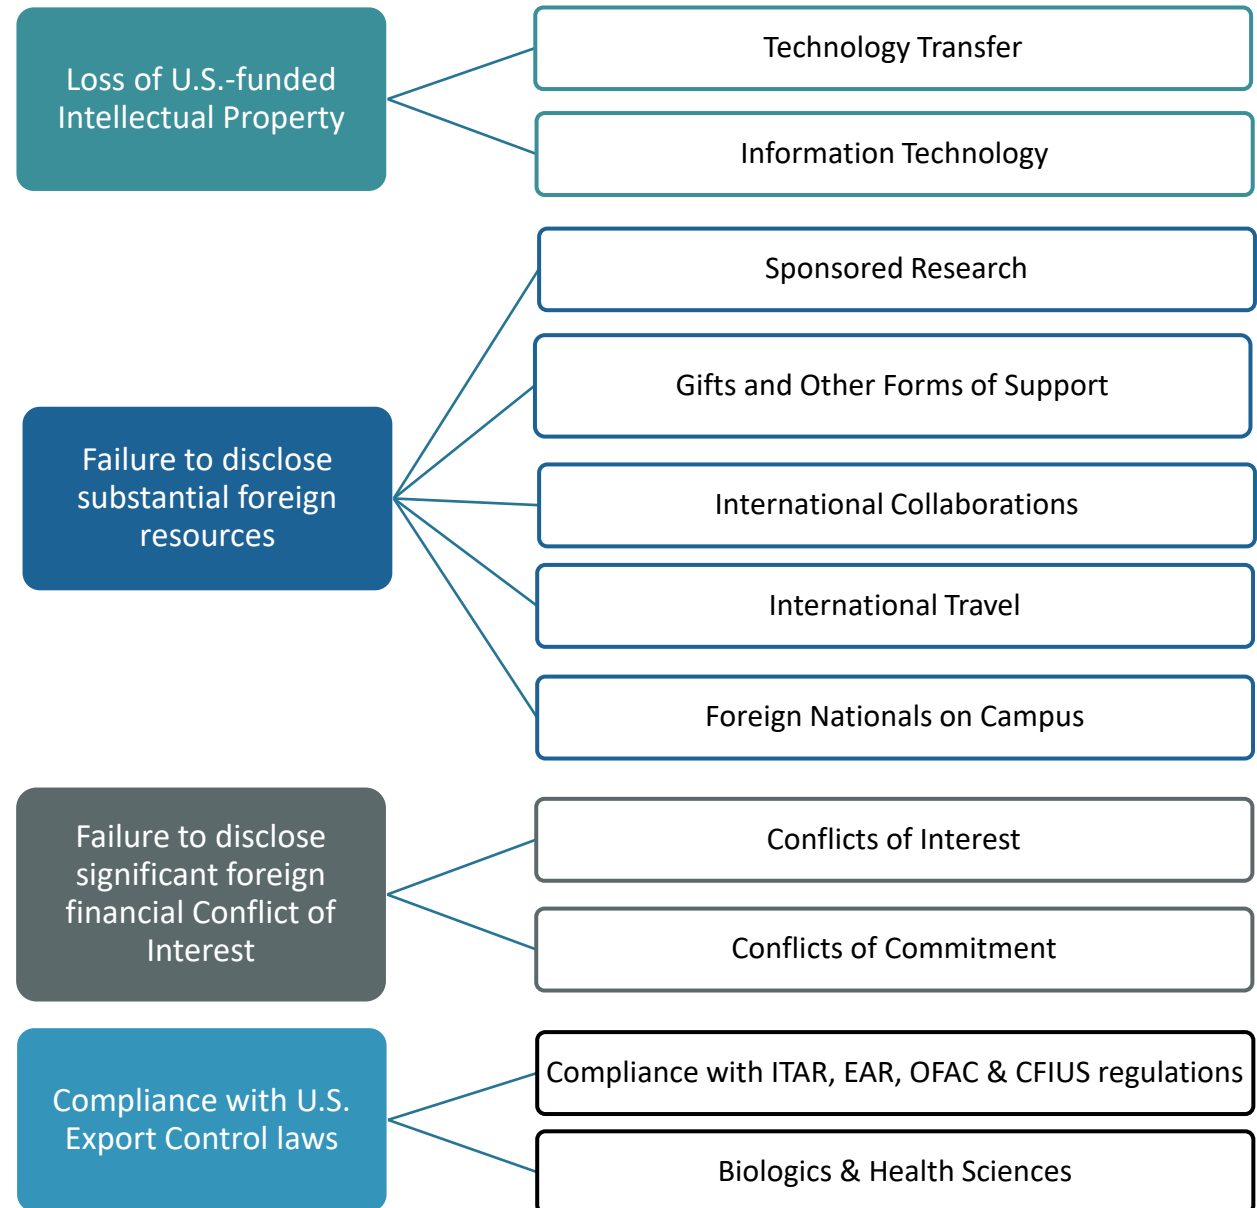 Loss of U.S.-funded
Intellectual Property
Technology Transfer
Information Technology
Failure to disclose
substantial foreign
resources
Sponsored Research
Gifts and Other Forms of Support
International Collaborations
International Travel
Foreign Nationals on Campus
Failure to disclose
significant foreign
financial Conflict of
Interest
Conflicts of Interest
Conflicts of Commitment
Compliance with U.S.
Export Control laws
Compliance with ITAR, EAR, OFAC & CFIUS regulations
Biologics & Health Sciences